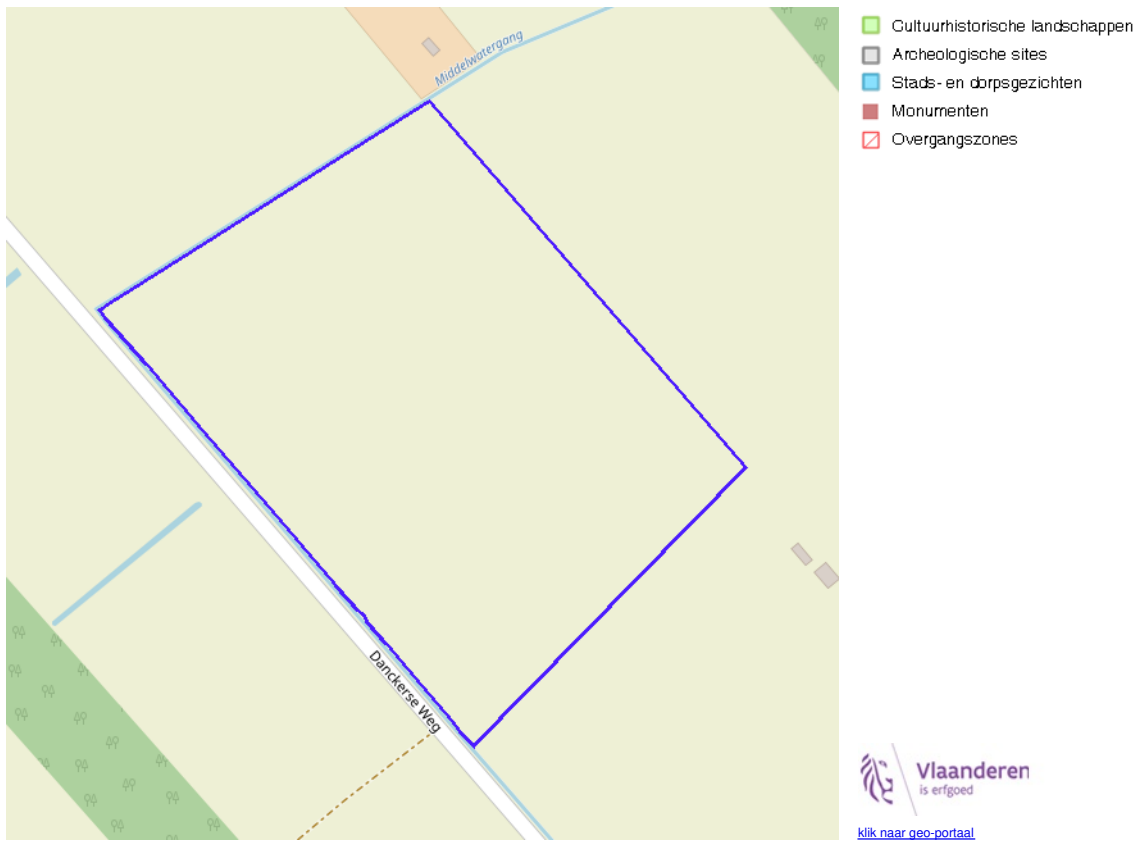 Middelwatergang
Danckerse Weg
Cultuurhistorische landschappen
Archeologische sites
Stads- en dorpsgezichten
Monumenten
Overgangszones
Vlaanderen
is erfgoed
klik naar geo-portaal